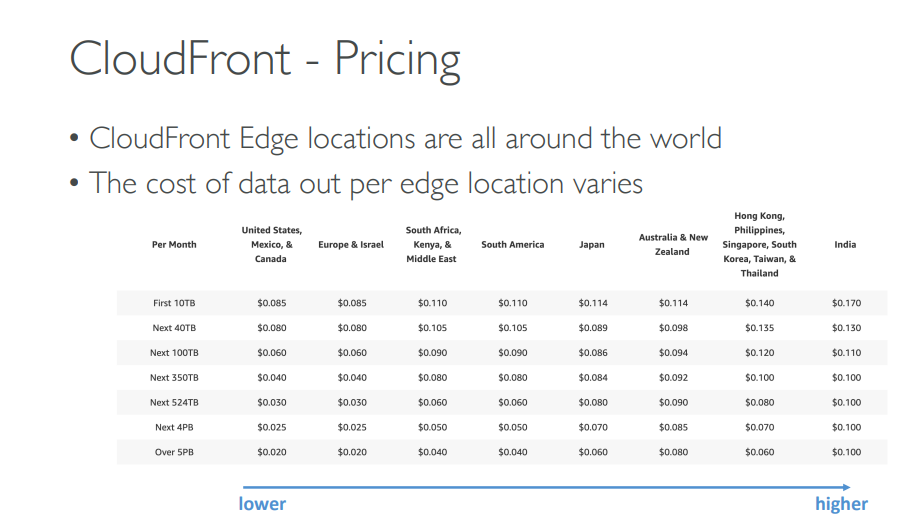 CloudFront - Pricing
• CloudFront Edge locations are all around the world
• The cost of data out per edge location varies
Per Month United States, Mexico, & Canada Europe & Israel South Africa, Kenya, & Middle East South America Japan Australia & New Zealand Hong Kong, Philippines, Singapore, South Korea, Taiwan, & Thailand India
First 10TB $0.085 $0.085 $0.110 $0.110 $0.114 $0.114 $0.140 $0.170
Next 40TB $0.080 $0.080 $0.105 $0.105 $0.089 $0.098 $0.135 $0.130
Next 100TB $0.060 $0.060 $0.090 $0.090 $0.086 $0.094 $0.120 $0.110
Next 350TB $0.040 $0.040 $0.080 $0.080 $0.084 $0.092 $0.100 $0.100
Next 524TB $0.030 $0.030 $0.060 $0.060 $0.080 $0.090 $0.080 $0.100
Next 4PB $0.025 $0.025 $0.050 $0.050 $0.070 $0.085 $0.070 $0.100
Over 5PB $0.020 $0.020 $0.040 $0.040 $0.060 $0.080 $0.060 $0.100
lower higher